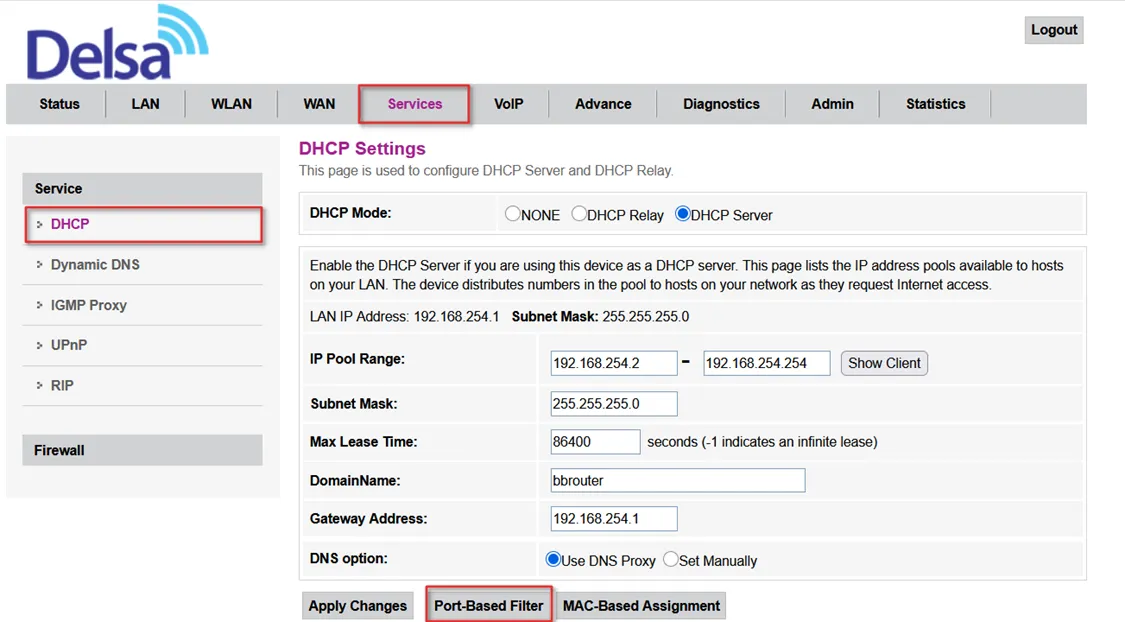 Delsa
Logout
Status LAN WLAN WAN Services VoIP Advance Diagnostics Admin Statistics
Service
DHCP
Dynamic DNS
IGMP Proxy
UPnP
RIP
Firewall
DHCP Settings
This page is used to configure DHCP Server and DHCP Relay.
DHCP Mode: NONE DHCP Relay DHCP Server
Enable the DHCP Server if you are using this device as a DHCP server. This page lists the IP address pools available to hosts
on your LAN. The device distributes numbers in the pool to hosts on your network as they request Internet access.
LAN IP Address: 192.168.254.1 Subnet Mask: 255.255.255.0
IP Pool Range: 192.168.254.2 - 192.168.254.254 Show Client
Subnet Mask: 255.255.255.0
Max Lease Time: 86400 seconds (-1 indicates an infinite lease)
DomainName: bbrouter
Gateway Address: 192.168.254.1
DNS option: Use DNS Proxy Set Manually
Apply Changes Port-Based Filter MAC-Based Assignment